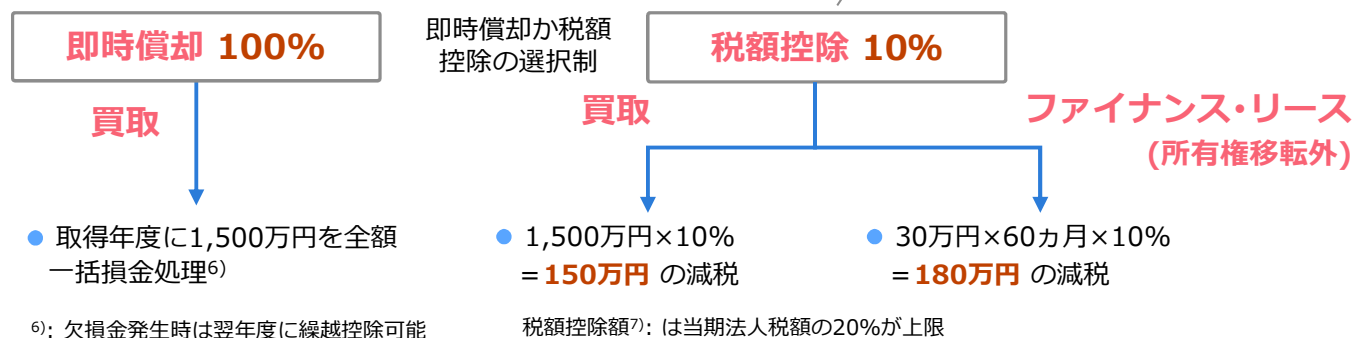 即時償却 100%
即時償却か税額
控除の選択制
税額控除 10%
買取
買取
ファイナンス・リース
(所有権移転外)
● 取得年度に1,500万円を全額
一括損金処理6)
● 1,500万円×10%
＝150万円 の減税
● 30万円×60ヵ月×10%
＝180万円 の減税
6): 欠損金発生時は翌年度に繰越控除可能
税額控除額7): は当期法人税額の20%が上限